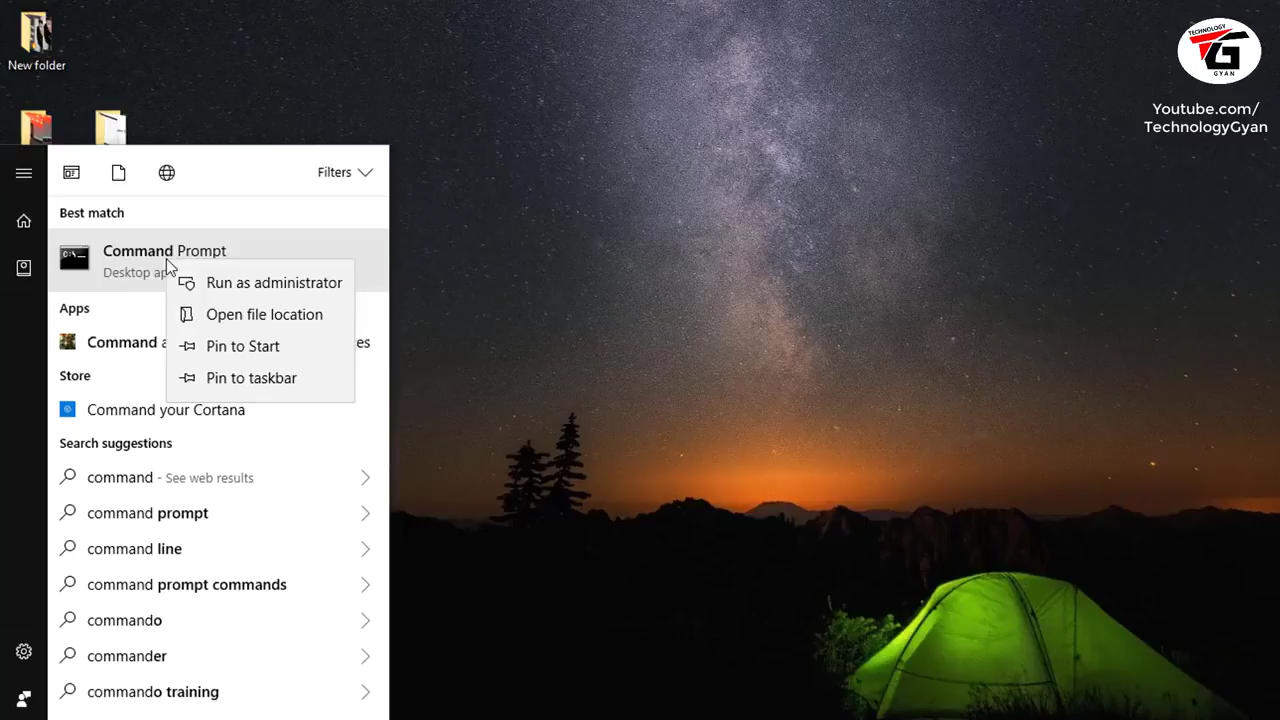 New folder
TECHNOLOGY
TG
GYAN
Youtube.com/
TechnologyGyan
Filters
Best match
Command Prompt
Desktop
Run as administrator
Open file location
Pin to Start
Pin to taskbar
Apps
Command
Store
Command your Cortana
Search suggestions
command - See web results
command prompt
command line
command prompt commands
commando
commander
commando training